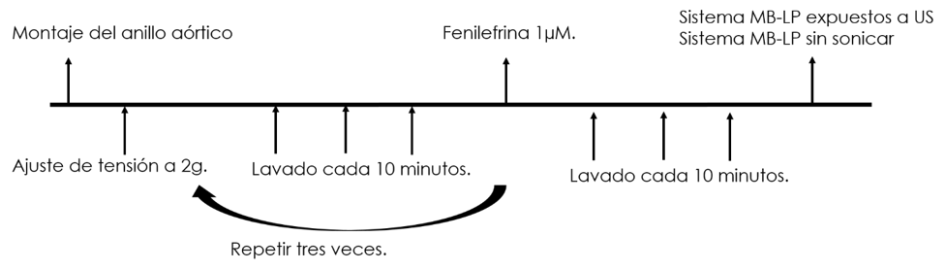 Sistema MB-LP expuestos a US
Sistema MB-LP sin sonicar
Montaje del anillo aórtico
Fenilefrina 1µM.
Ajuste de tensión a 2g.
Lavado cada 10 minutos.
Lavado cada 10 minutos.
Repetir tres veces.